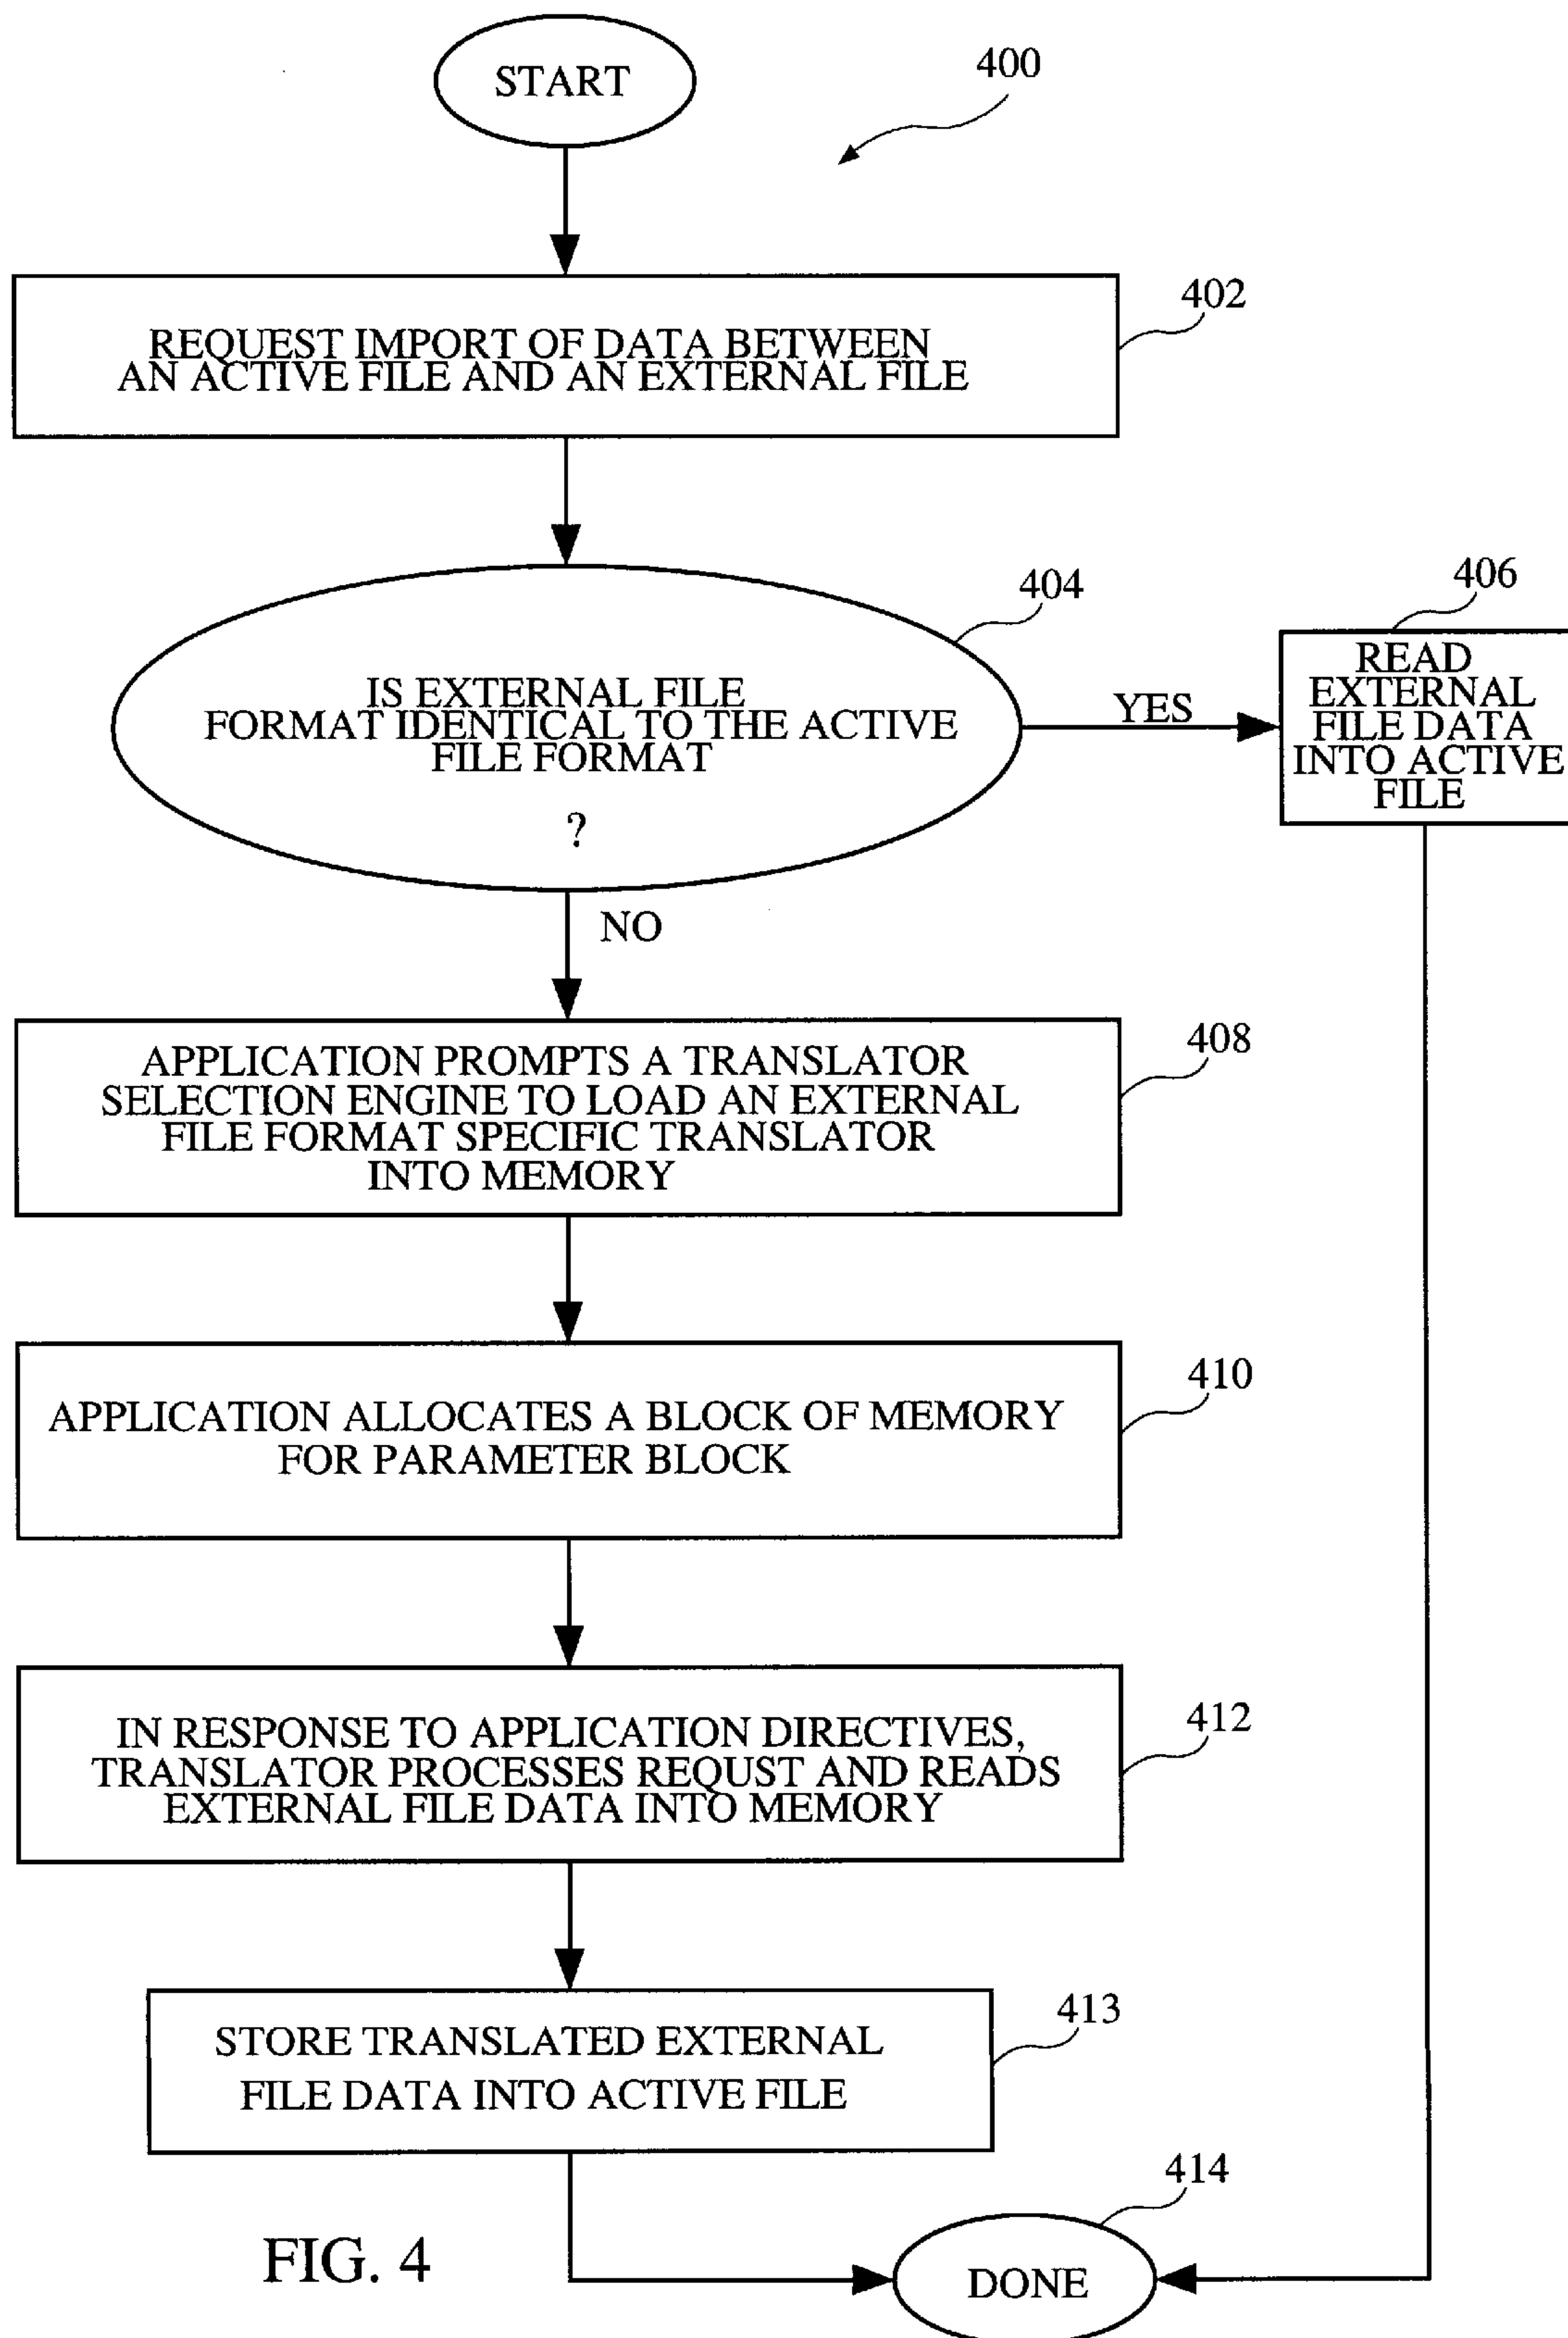 START
400
402
REQUEST IMPORT OF DATA BETWEEN
AN ACTIVE FILE AND AN EXTERNAL FILE
404
IS EXTERNAL FILE
FORMAT IDENTICAL TO THE ACTIVE
FILE FORMAT
?
YES
406
READ
EXTERNAL
FILE DATA
INTO ACTIVE
FILE
NO
408
APPLICATION PROMPTS A TRANSLATOR
SELECTION ENGINE TO LOAD AN EXTERNAL
FILE FORMAT SPECIFIC TRANSLATOR
INTO MEMORY
410
APPLICATION ALLOCATES A BLOCK OF MEMORY
FOR PARAMETER BLOCK
412
IN RESPONSE TO APPLICATION DIRECTIVES,
TRANSLATOR PROCESSES REQUST AND READS
EXTERNAL FILE DATA INTO MEMORY
413
STORE TRANSLATED EXTERNAL
FILE DATA INTO ACTIVE FILE
414
DONE
FIG. 4